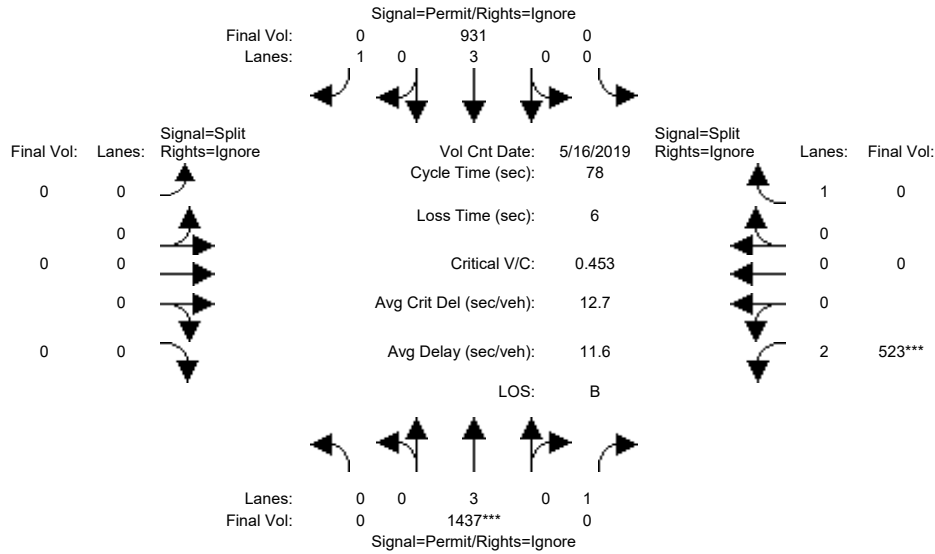 Signal=Permit/Rights=Ignore
Final Vol: 0 931 0
Lanes: 1 0 3 0 0
Signal=Split Signal=Split
Final Vol: Lanes: Rights=Ignore Vol Cnt Date: 5/16/2019 Rights=Ignore Lanes: Final Vol:
Cycle Time (sec): 78
0 0 1 0
Loss Time (sec): 6
0 0
0 0 Critical V/C: 0.453 0 0
0 Avg Crit Del (sec/veh): 12.7 0
0 0 Avg Delay (sec/veh): 11.6 2 523***
LOS: B
Lanes: 0 0 3 0 1
Final Vol: 0 1437*** 0
Signal=Permit/Rights=Ignore